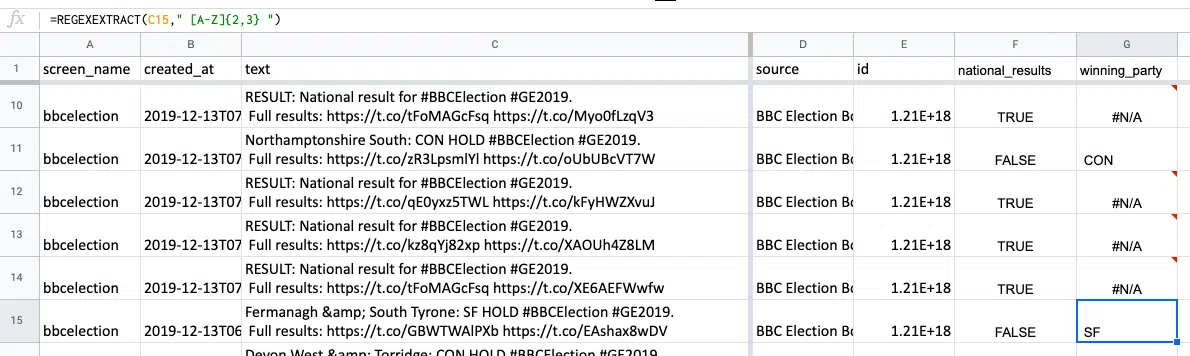 fx =REGEXEXTRACT(C15," [A-Z]{2,3} ")
A B C D E F G
1 screen_name created_at text source id national_results winning_party
RESULT: National result for #BBCElection #GE2019.
10 bbcelection 2019-12-13T07 Full results: https://t.co/tFoMAGcFsq https://t.co/Myo0fLzqV3 BBC Election Bo 1.21E+18 TRUE #N/A
Northamptonshire South: CON HOLD #BBCElection #GE2019.
11 bbcelection 2019-12-13T07 Full results: https://t.co/zR3LpsmlYl https://t.co/oUbUBcVT7W BBC Election Bo 1.21E+18 FALSE CON
RESULT: National result for #BBCElection #GE2019.
12 bbcelection 2019-12-13T07 Full results: https://t.co/qE0yxz5TWL https://t.co/kFyHWZXvuJ BBC Election Bo 1.21E+18 TRUE #N/A
RESULT: National result for #BBCElection #GE2019.
13 bbcelection 2019-12-13T07 Full results: https://t.co/kz8qYj82xp https://t.co/XAOUh4Z8LM BBC Election Bo 1.21E+18 TRUE #N/A
RESULT: National result for #BBCElection #GE2019.
14 bbcelection 2019-12-13T07 Full results: https://t.co/tFoMAGcFsq https://t.co/XE6AEFWwfw BBC Election Bo 1.21E+18 TRUE #N/A
Fermanagh &amp; South Tyrone: SF HOLD #BBCElection #GE2019.
15 bbcelection 2019-12-13T06 Full results: https://t.co/GBWTWAlPXb https://t.co/EAshax8wDV BBC Election Bo 1.21E+18 FALSE SF
Devon West &amp; Torridge: CON HOLD #BBCElection #GE2019.